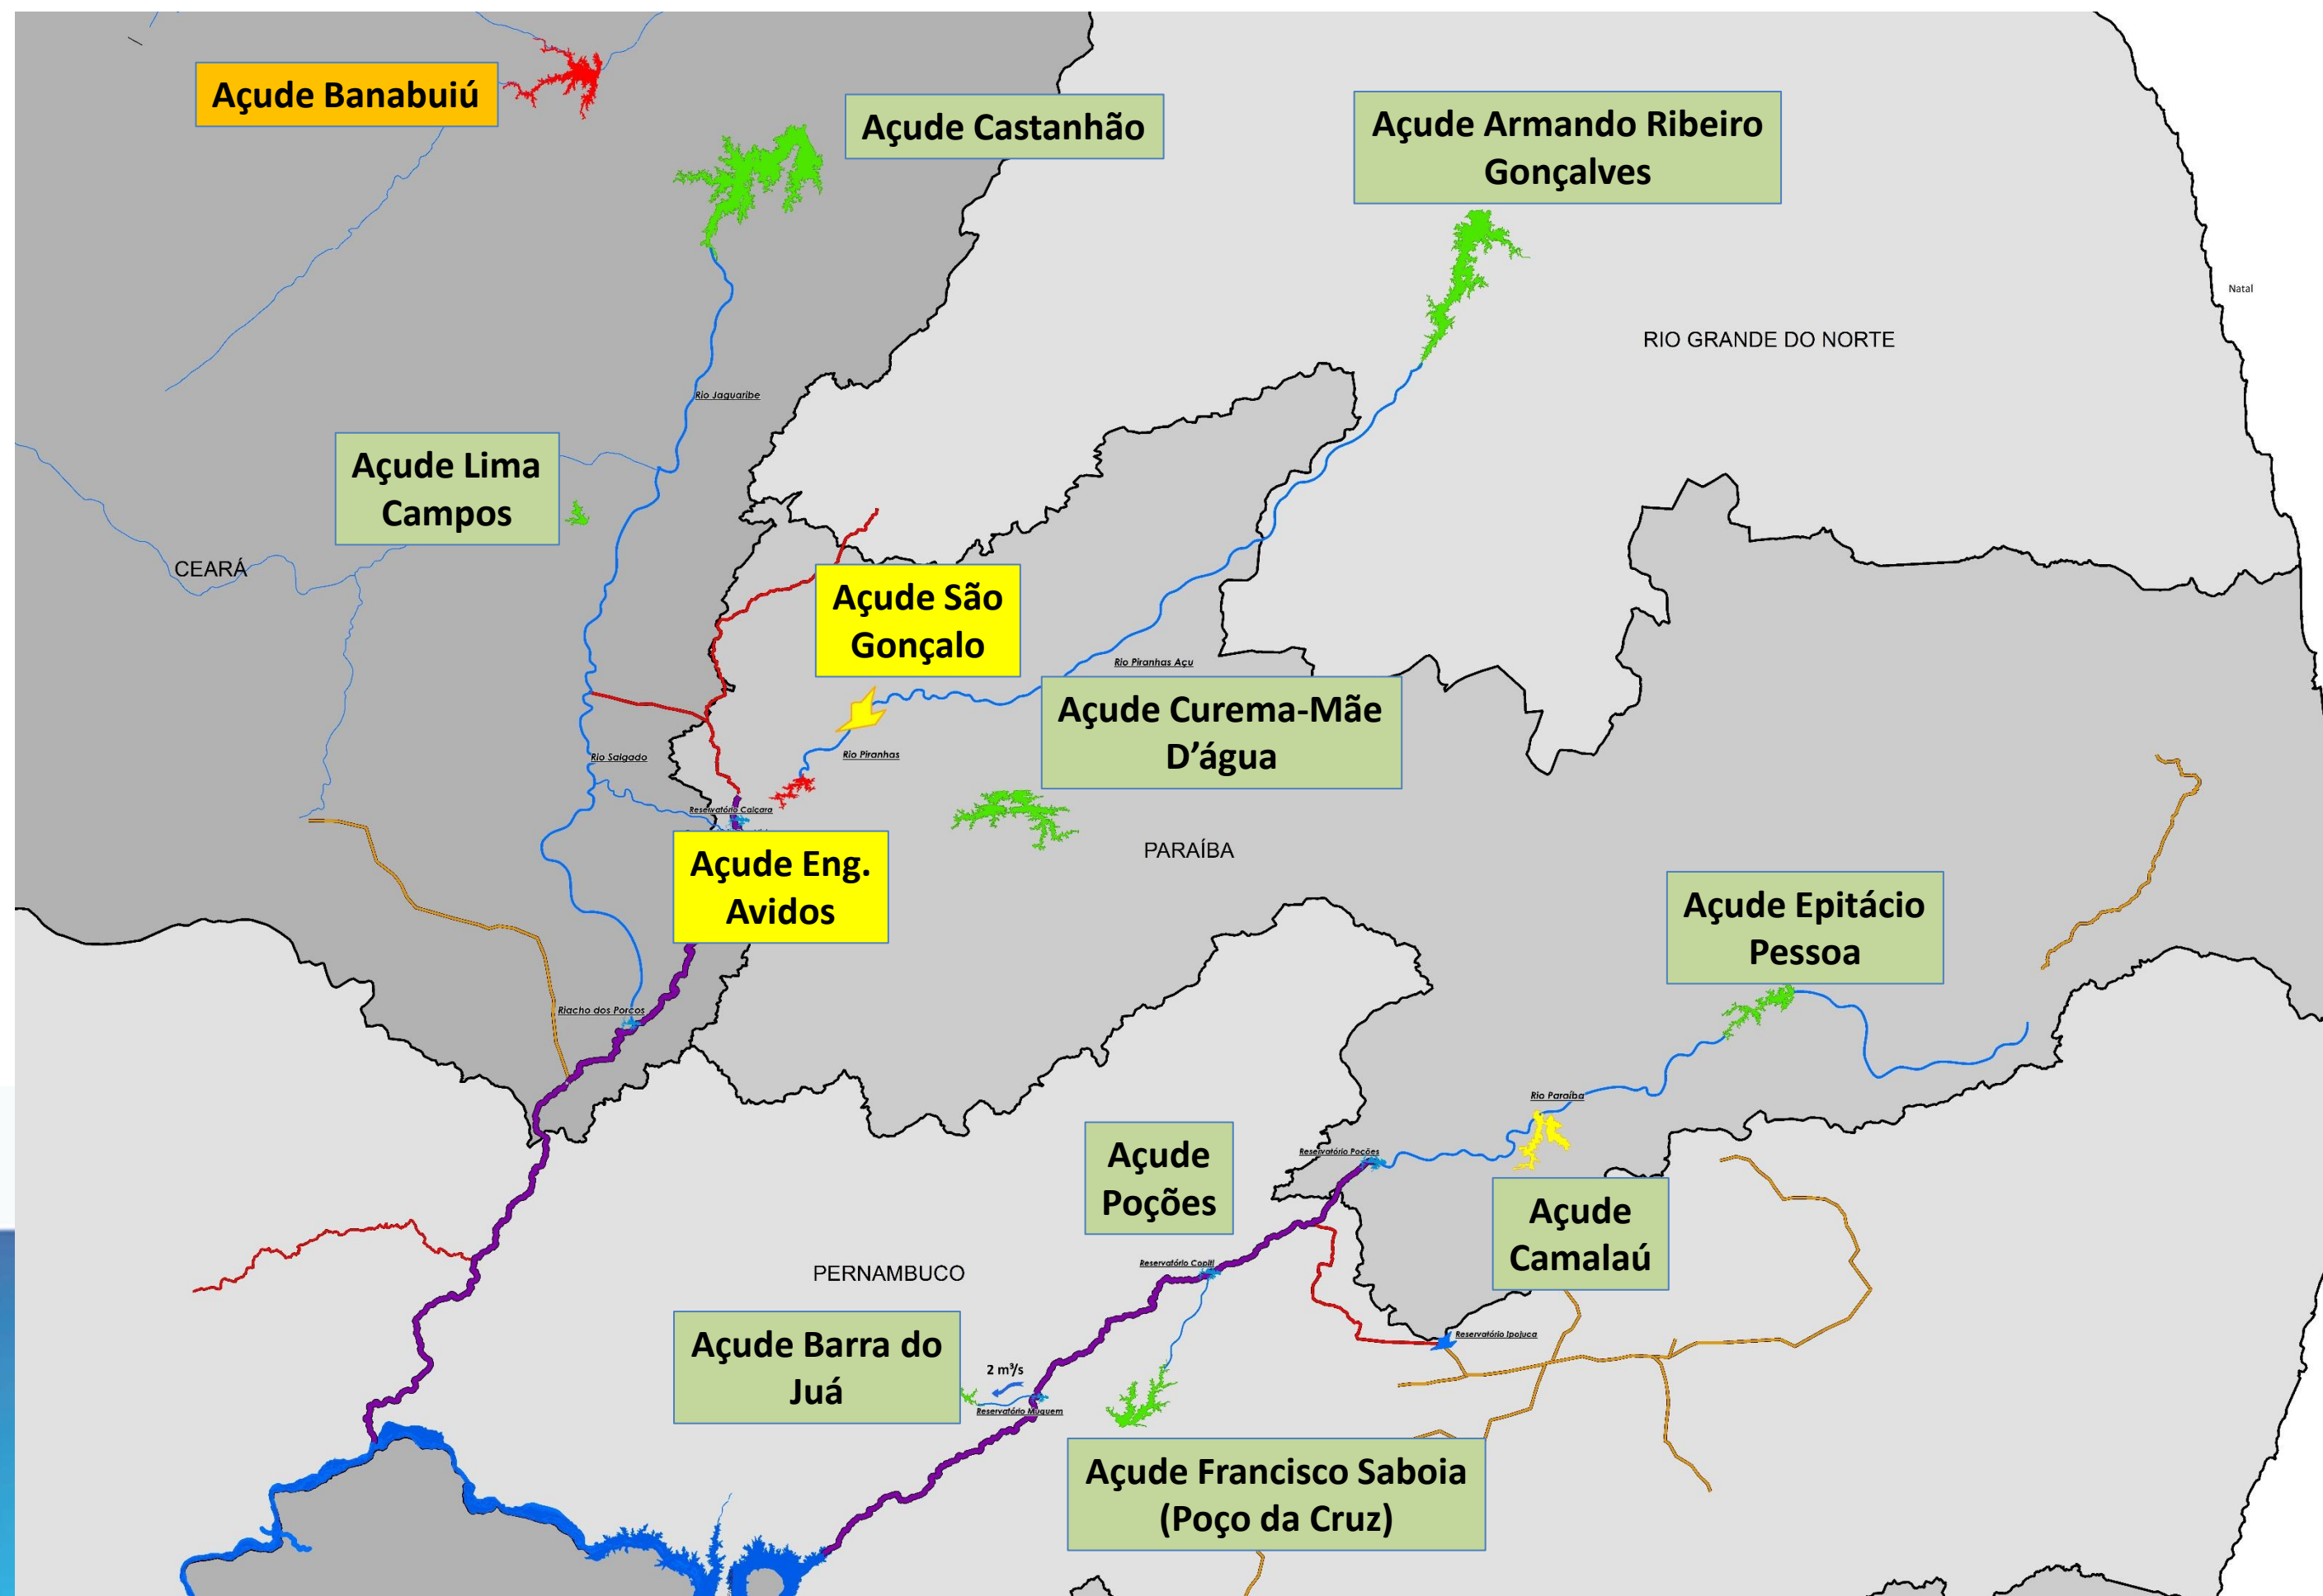 Açude Banabuiú
Açude Castanhão
Açude Armando Ribeiro
Gonçalves
Natal
RIO GRANDE DO NORTE
Rio Jaguaribe
Açude Lima
Campos
CEARÁ
Açude São
Gonçalo
Rio Piranhas Açu
Açude Curema-Mãe
D'água
Rio Piranhas
Rio Salgado
Reservatório Caiçara
Açude Eng.
Avidos
PARAÍBA
Açude Epitácio
Pessoa
Riacho dos Porcos
Rio Paraíba
Açude
Poções
Reservatório Poções
Açude
Camalaú
Reservatório Copiti
PERNAMBUCO
Açude Barra do
Juá
2 m³/s
Reservatório Muquem
Reservatório Ipojuca
Açude Francisco Saboia
(Poço da Cruz)